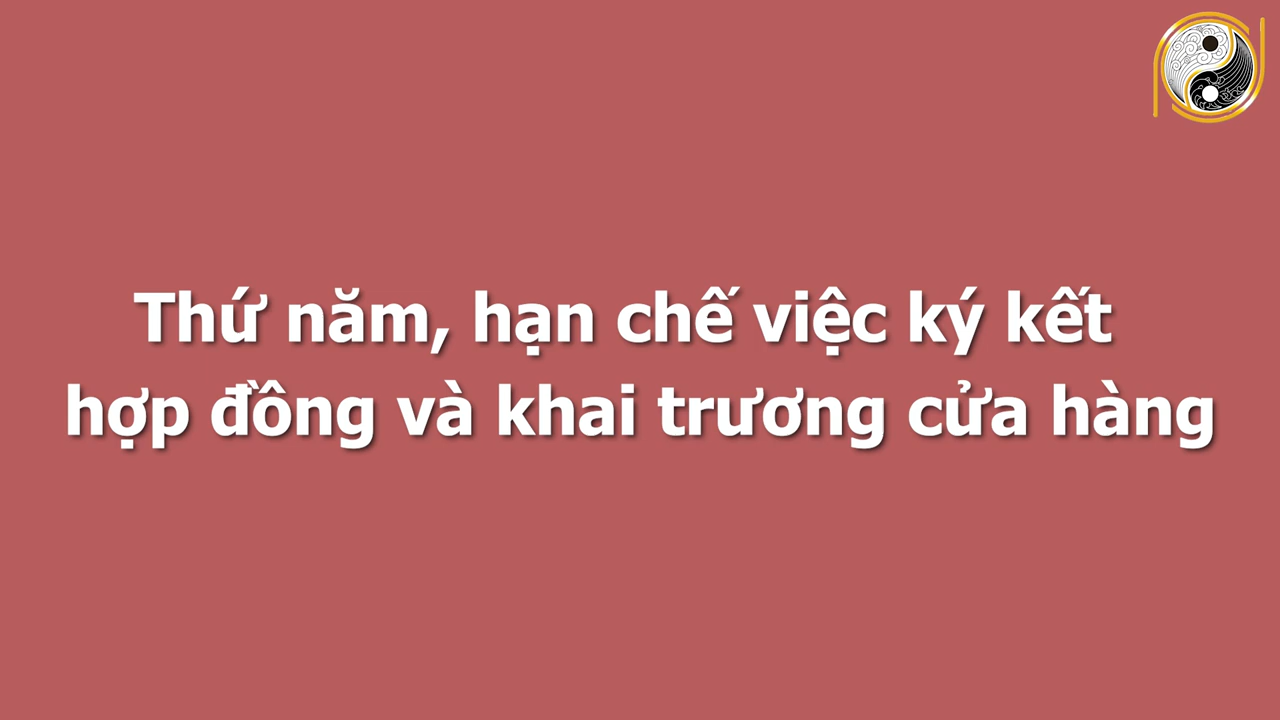 Thứ năm, hạn chế việc ký kết
hợp đồng và khai trương cửa hàng